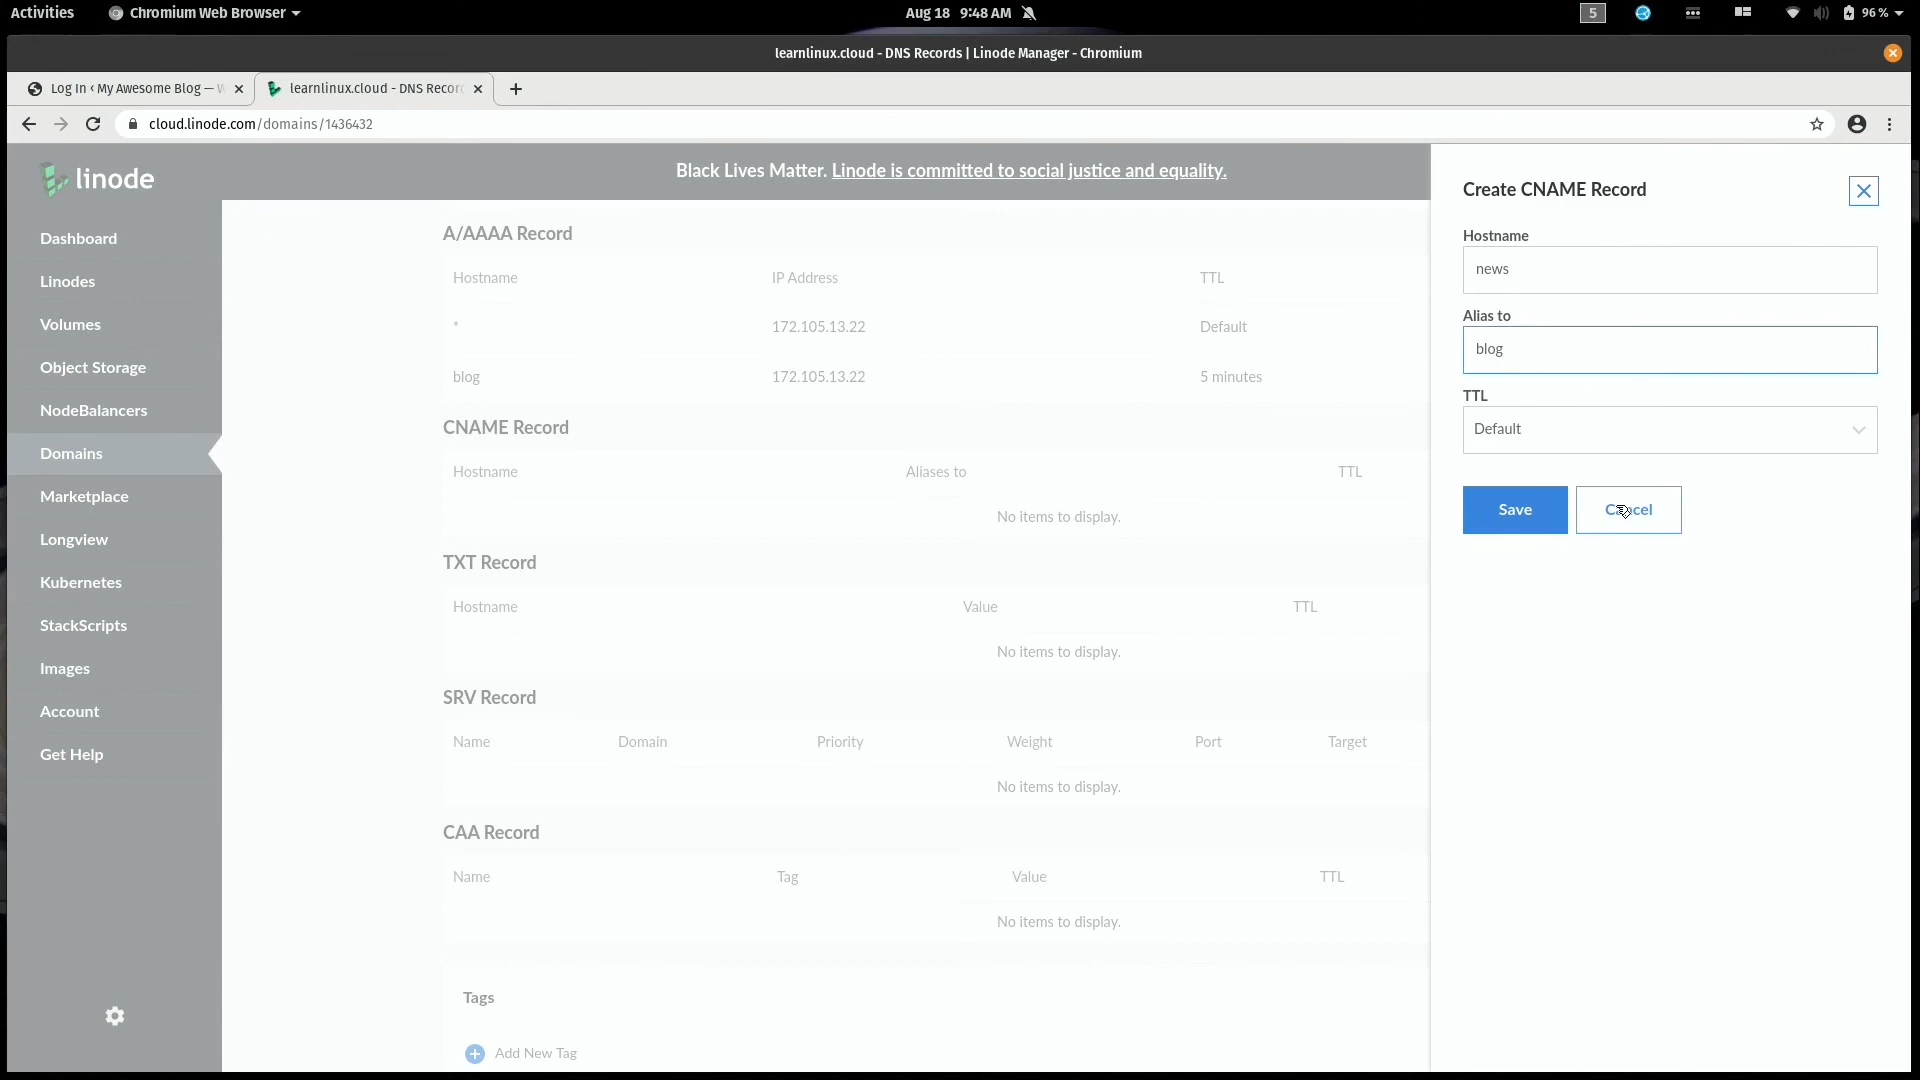 Activities
Chromium Web Browser
Aug 18 9:48 AM
5
96 %
learnlinux.cloud - DNS Records | Linode Manager - Chromium
Log In ‹ My Awesome Blog —
learnlinux.cloud - DNS Recor
cloud.linode.com/domains/1436432
linode
Black Lives Matter. Linode is committed to social justice and equality.
Dashboard
Linodes
Volumes
Object Storage
NodeBalancers
Domains
Marketplace
Longview
Kubernetes
StackScripts
Images
Account
Get Help
A/AAAA Record
Hostname IP Address TTL
* 172.105.13.22 Default
blog 172.105.13.22 5 minutes
CNAME Record
Hostname Aliases to TTL
No items to display.
TXT Record
Hostname Value TTL
No items to display.
SRV Record
Name Domain Priority Weight Port Target
No items to display.
CAA Record
Name Tag Value TTL
No items to display.
Tags
Add New Tag
Create CNAME Record
Hostname
news
Alias to
blog
TTL
Default
Save
Cancel